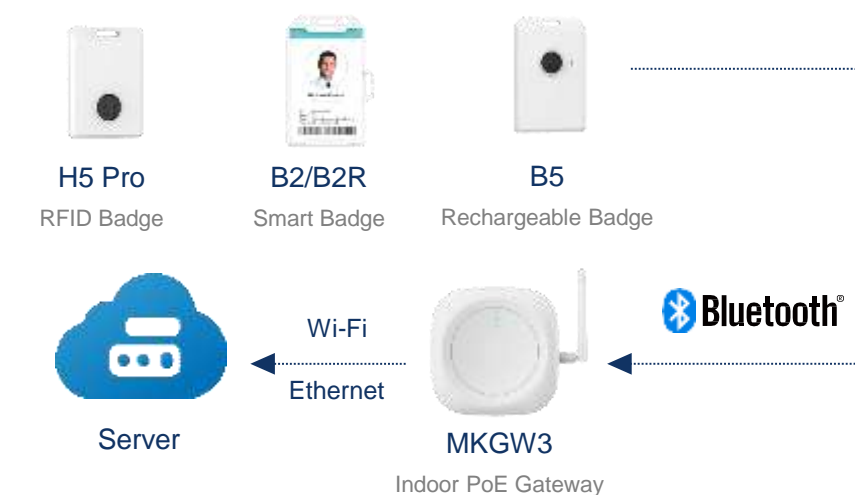 H5 Pro
B2/B2R
B5
RFID Badge
Smart Badge
Rechargeable Badge
Wi-Fi
Bluetooth®
Ethernet
Server
MKGW3
Indoor PoE Gateway